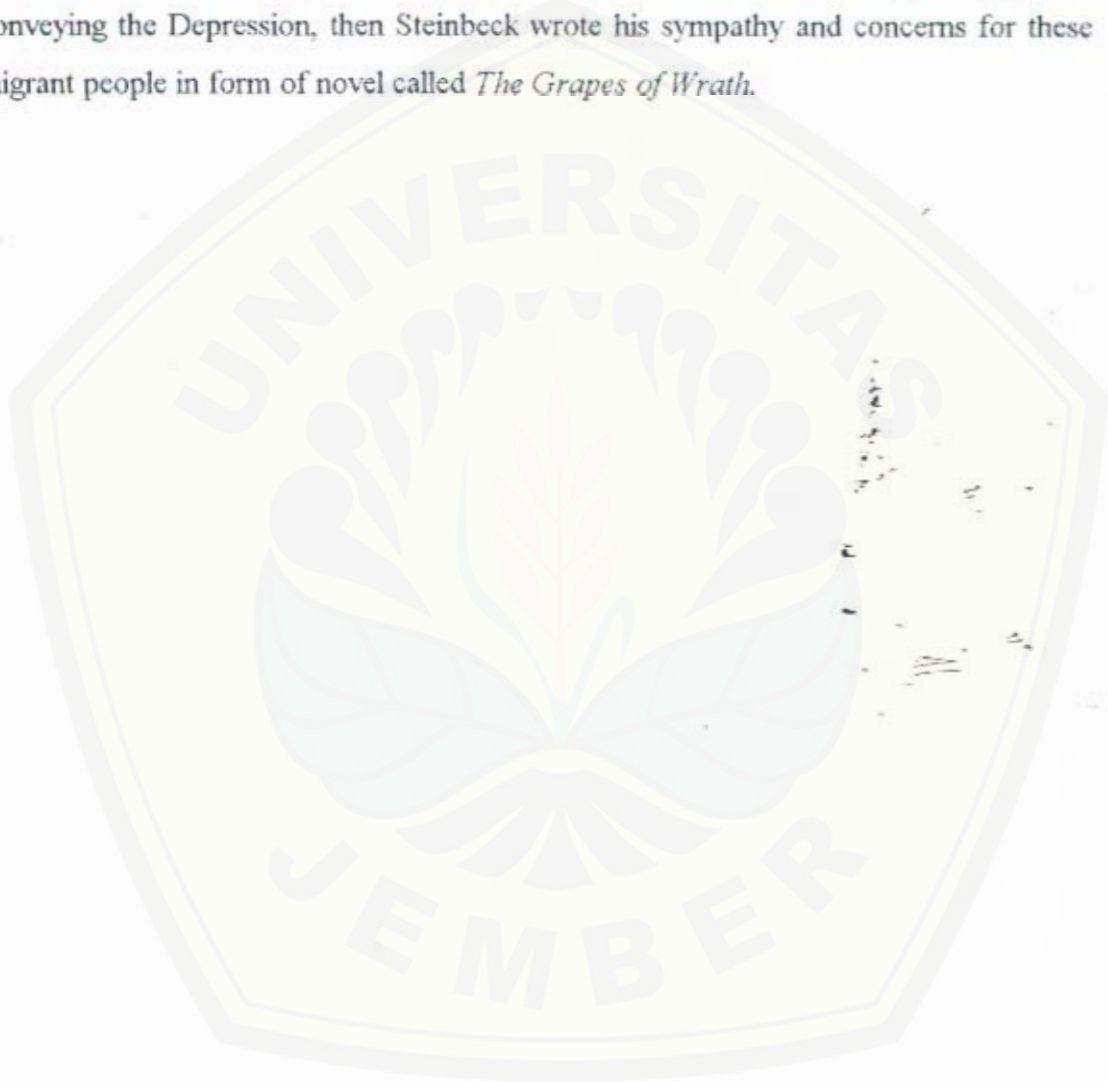 onveying the Depression, then Steinbeck wrote his sympathy and concerns for these
igrant people in form of novel called The Grapes of Wrath.
UNIVERSITAS
JEMBER